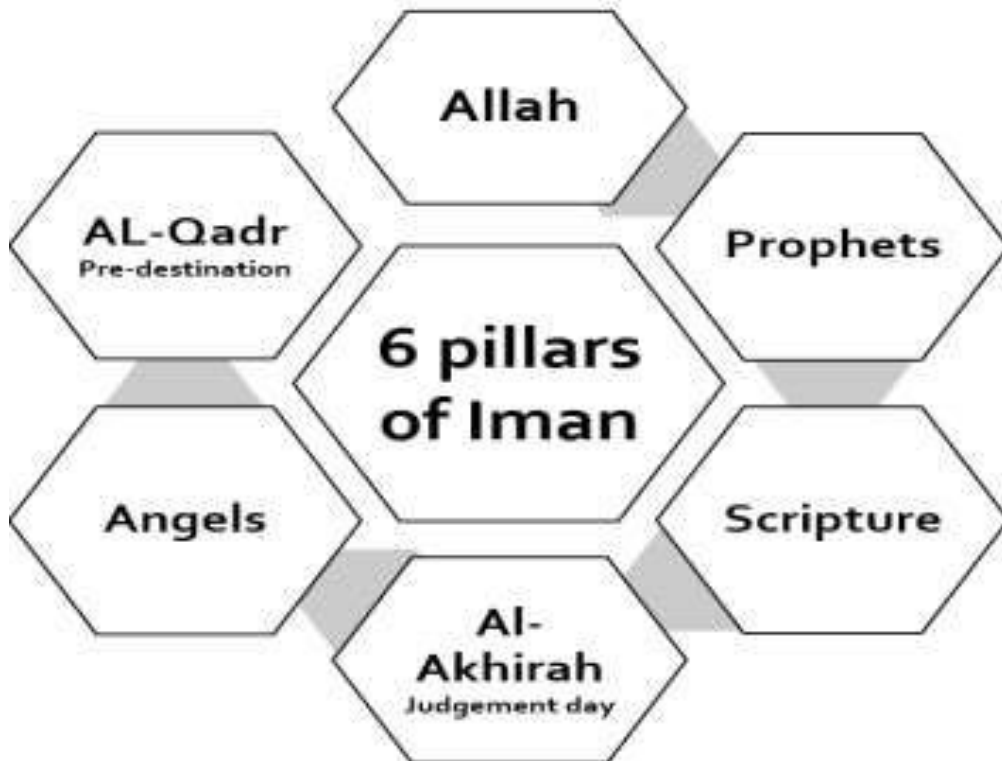 Allah
Prophets
Scripture
Al-
Akhirah
Judgement day
Angels
AL-Qadr
Pre-destination
6 pillars
of Iman